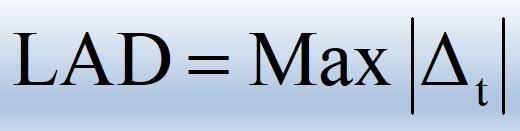 LAD = Max |Δt|